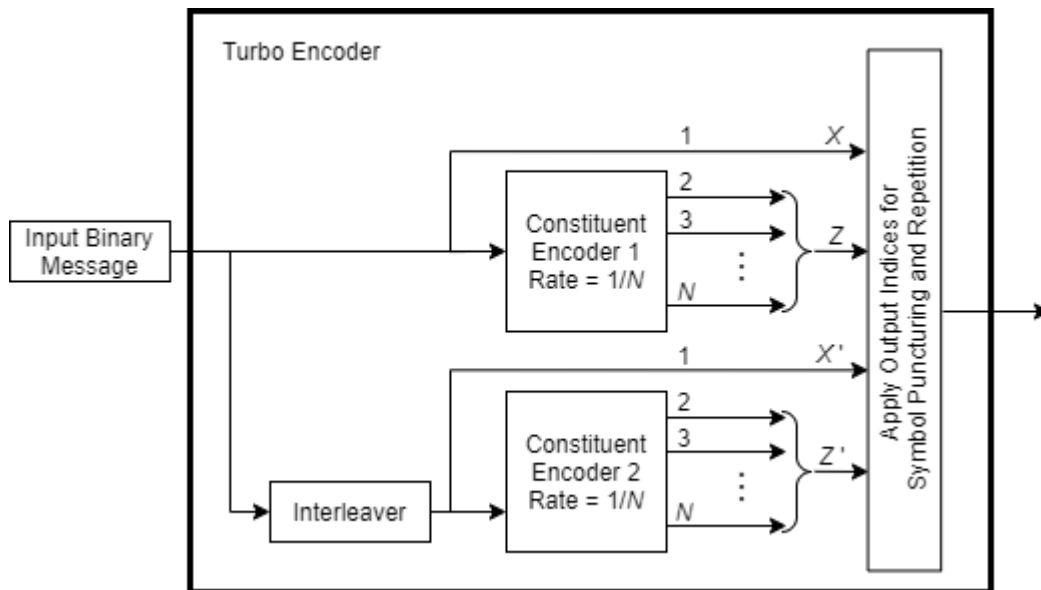 Turbo Encoder
1
X
Input Binary
Message
Constituent
Encoder 1
Rate = 1/N
2
3
⋮
N
Z
1
X'
Interleaver
Constituent
Encoder 2
Rate = 1/N
2
3
⋮
N
Z'
Apply Output Indices for
Symbol Puncturing and Repetition